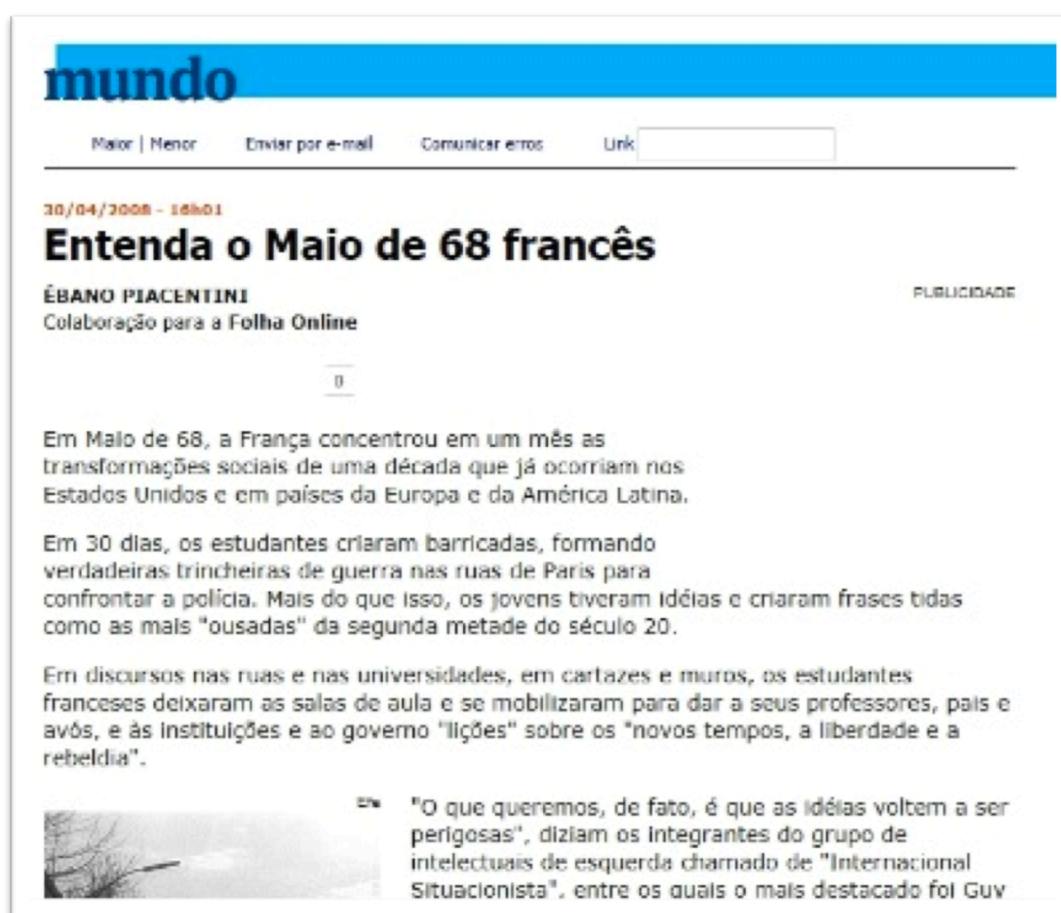 mundo
Maior | Menor Enviar por e-mail Comunicar erros Link
30/04/2008 - 16h01
Entenda o Maio de 68 francês
ÉBANO PIACENTINI
PUBLICIDADE
Colaboração para a Folha Online
0
Em Maio de 68, a França concentrou em um mês as
transformações sociais de uma década que já ocorriam nos
Estados Unidos e em países da Europa e da América Latina.
Em 30 dias, os estudantes criaram barricadas, formando
verdadeiras trincheiras de guerra nas ruas de Paris para
confrontar a polícia. Mais do que isso, os jovens tiveram idéias e criaram frases tidas
como as mais "ousadas" da segunda metade do século 20.
Em discursos nas ruas e nas universidades, em cartazes e muros, os estudantes
franceses deixaram as salas de aula e se mobilizaram para dar a seus professores, pais e
avós, e às instituições e ao governo "lições" sobre os "novos tempos, a liberdade e a
rebeldia".
Efe
"O que queremos, de fato, é que as idéias voltem a ser
perigosas", diziam os integrantes do grupo de
intelectuais de esquerda chamado de "Internacional
Situacionista", entre os quais o mais destacado foi Guy